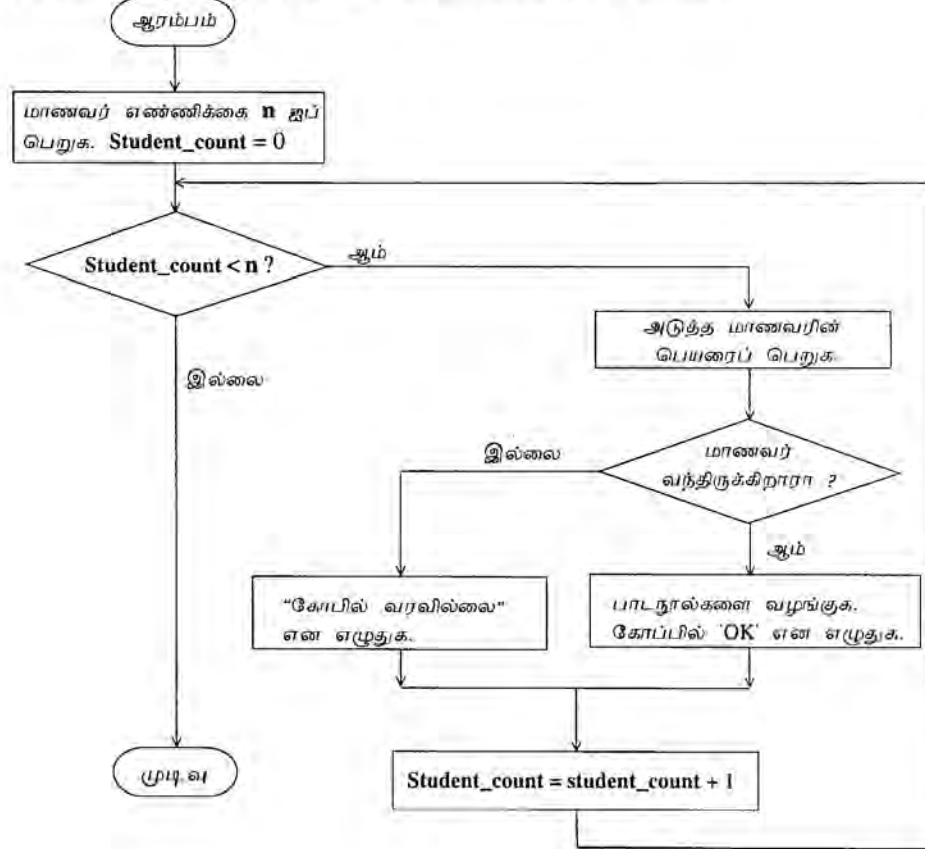 ஆரம்பம்
மாணவர் எண்ணிக்கை n ஐப்
பெறுக. Student_count = 0
Student_count < n ?
ஆம்
அடுத்த மாணவரின்
பெயரைப் பெறுக.
இல்லை
இல்லை
மாணவர்
வந்திருக்கிறாரா ?
ஆம்
“கோபில் வரவில்லை”
என எழுதுக.
பாடநூல்களை வழங்குக.
கோப்பில் 'OK' என எழுதுக.
முடிவு
Student_count = student_count + 1